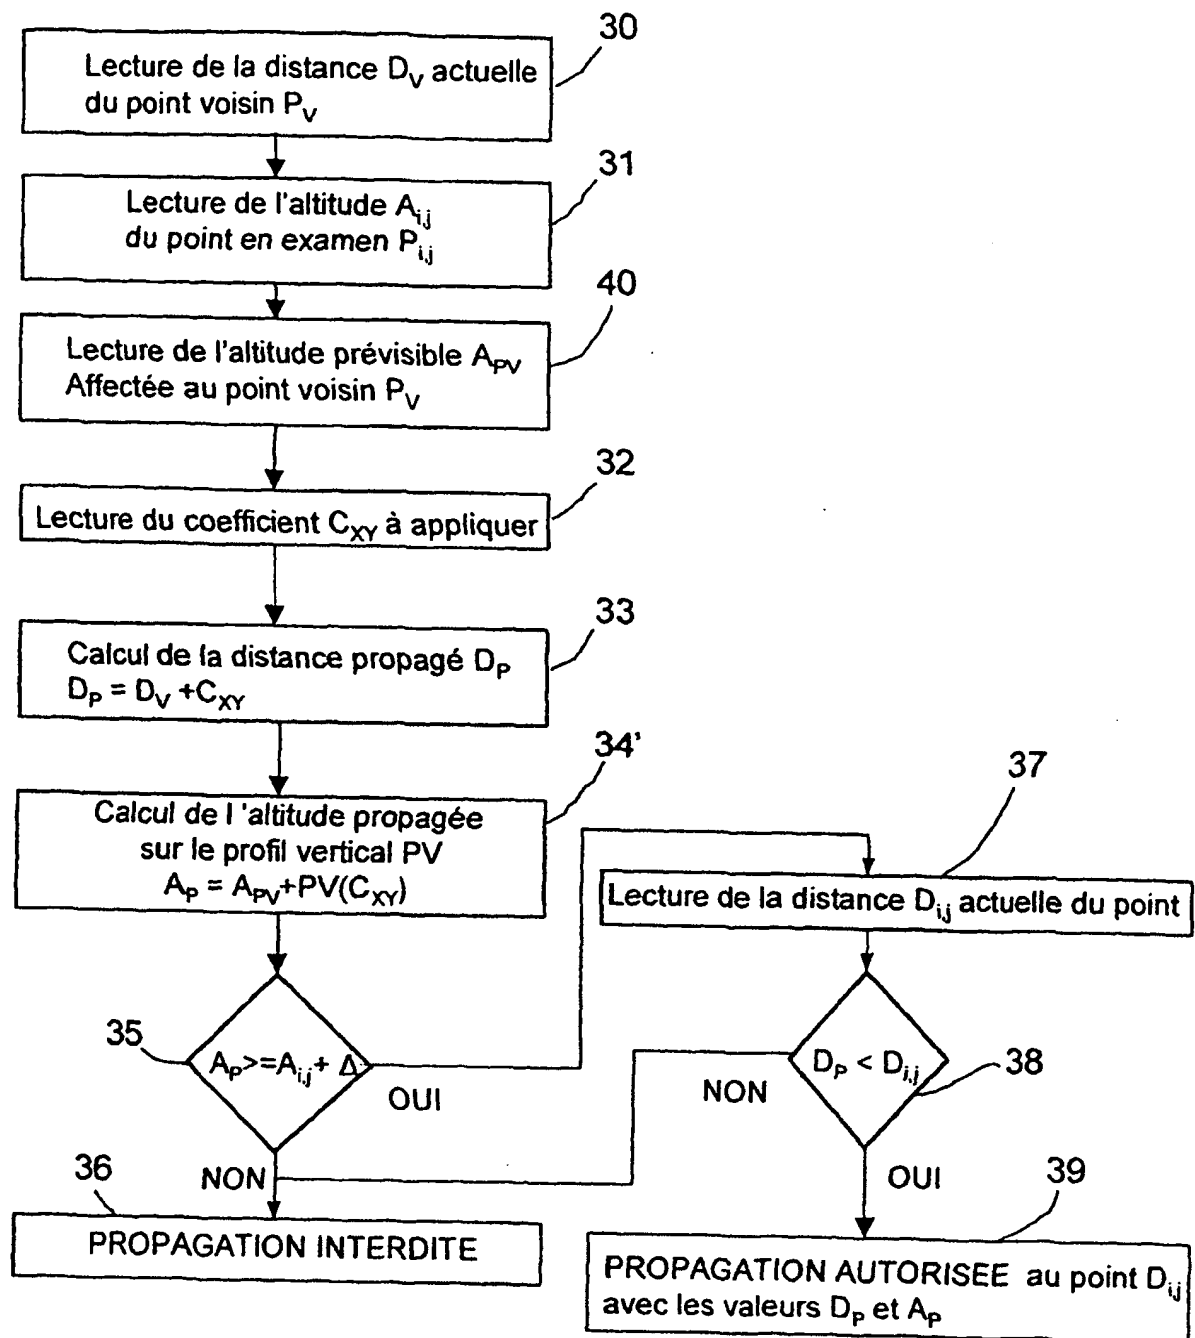 30
Lecture de la distance D_V actuelle
du point voisin P_V
31
Lecture de l'altitude A_i,j
du point en examen P_i,j
40
Lecture de l'altitude prévisible A_PV
Affectée au point voisin P_V
32
Lecture du coefficient C_XY à appliquer
33
Calcul de la distance propagé D_P
D_P = D_V +C_XY
34'
Calcul de l 'altitude propagée
sur le profil vertical PV
A_P = A_PV+PV(C_XY)
37
Lecture de la distance D_i,j actuelle du point
35
A_P>=A_i,j+ Δ
OUI
NON
38
D_P < D_i,j
NON
OUI
36
PROPAGATION INTERDITE
39
PROPAGATION AUTORISEE au point D_i,j
avec les valeurs D_P et A_P